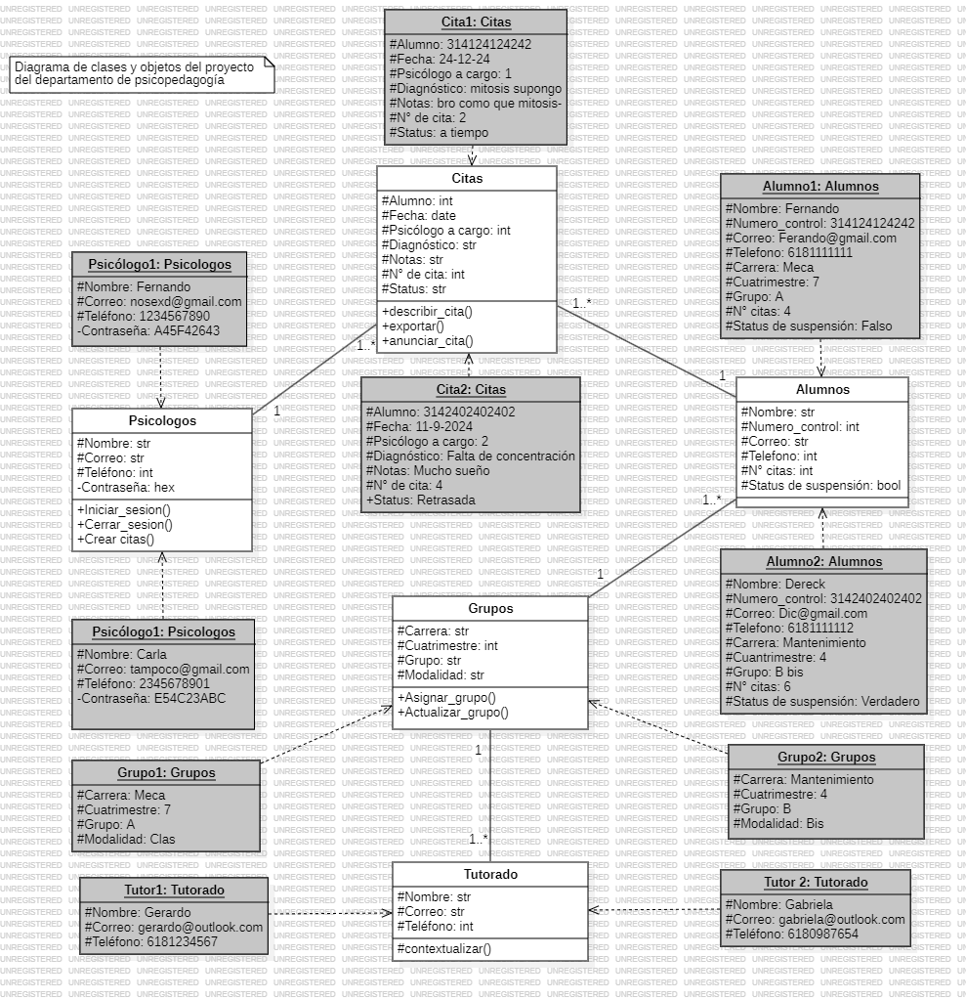 Diagrama de clases y objetos del proyecto
del departamento de psicopedagogía
Cita1: Citas
#Alumno: 314124124242
#Fecha: 24-12-24
#Psicólogo a cargo: 1
#Diagnóstico: mitosis supongo
#Notas: bro como que mitosis-
#N° de cita: 2
#Status: a tiempo
Citas
#Alumno: int
#Fecha: date
#Psicólogo a cargo: int
#Diagnóstico: str
#Notas: str
#N° de cita: int
#Status: str
+describir_cita()
+exportar()
+anunciar_cita()
Alumno1: Alumnos
#Nombre: Fernando
#Numero_control: 314124124242
#Correo: Ferando@gmail.com
#Telefono: 6181111111
#Carrera: Meca
#Cuatrimestre: 7
#Grupo: A
#N° citas: 4
#Status de suspensión: Falso
Psicólogo1: Psicologos
#Nombre: Fernando
#Correo: nosexd@gmail.com
#Teléfono: 1234567890
-Contraseña: A45F42643
1..*
1
1..*
1
Cita2: Citas
#Alumno: 3142402402402
#Fecha: 11-9-2024
#Psicólogo a cargo: 2
#Diagnóstico: Falta de concentración
#Notas: Mucho sueño
#N° de cita: 4
+Status: Retrasada
Alumnos
#Nombre: str
#Numero_control: int
#Correo: str
#Telefono: int
#N° citas: int
#Status de suspensión: bool
Psicologos
#Nombre: str
#Correo: str
#Teléfono: int
-Contraseña: hex
+Iniciar_sesion()
+Cerrar_sesion()
+Crear citas()
1..*
1
Alumno2: Alumnos
#Nombre: Dereck
#Numero_control: 3142402402402
#Correo: Dic@gmail.com
#Telefono: 6181111112
#Carrera: Mantenimiento
#Cuantrimestre: 4
#Grupo: B bis
#N° citas: 6
#Status de suspensión: Verdadero
Grupos
#Carrera: str
#Cuatrimestre: int
#Grupo: str
#Modalidad: str
+Asignar_grupo()
+Actualizar_grupo()
Psicólogo1: Psicologos
#Nombre: Carla
#Correo: tampoco@gmail.com
#Teléfono: 2345678901
-Contraseña: E54C23ABC
1
1..*
Grupo1: Grupos
#Carrera: Meca
#Cuatrimestre: 7
#Grupo: A
#Modalidad: Clas
Grupo2: Grupos
#Carrera: Mantenimiento
#Cuatrimestre: 4
#Grupo: B
#Modalidad: Bis
Tutor1: Tutorado
#Nombre: Gerardo
#Correo: gerardo@outlook.com
#Teléfono: 6181234567
Tutorado
#Nombre: str
#Correo: str
#Teléfono: int
#contextualizar()
Tutor 2: Tutorado
#Nombre: Gabriela
#Correo: gabriela@outlook.com
#Teléfono: 6180987654
UNREGISTERED